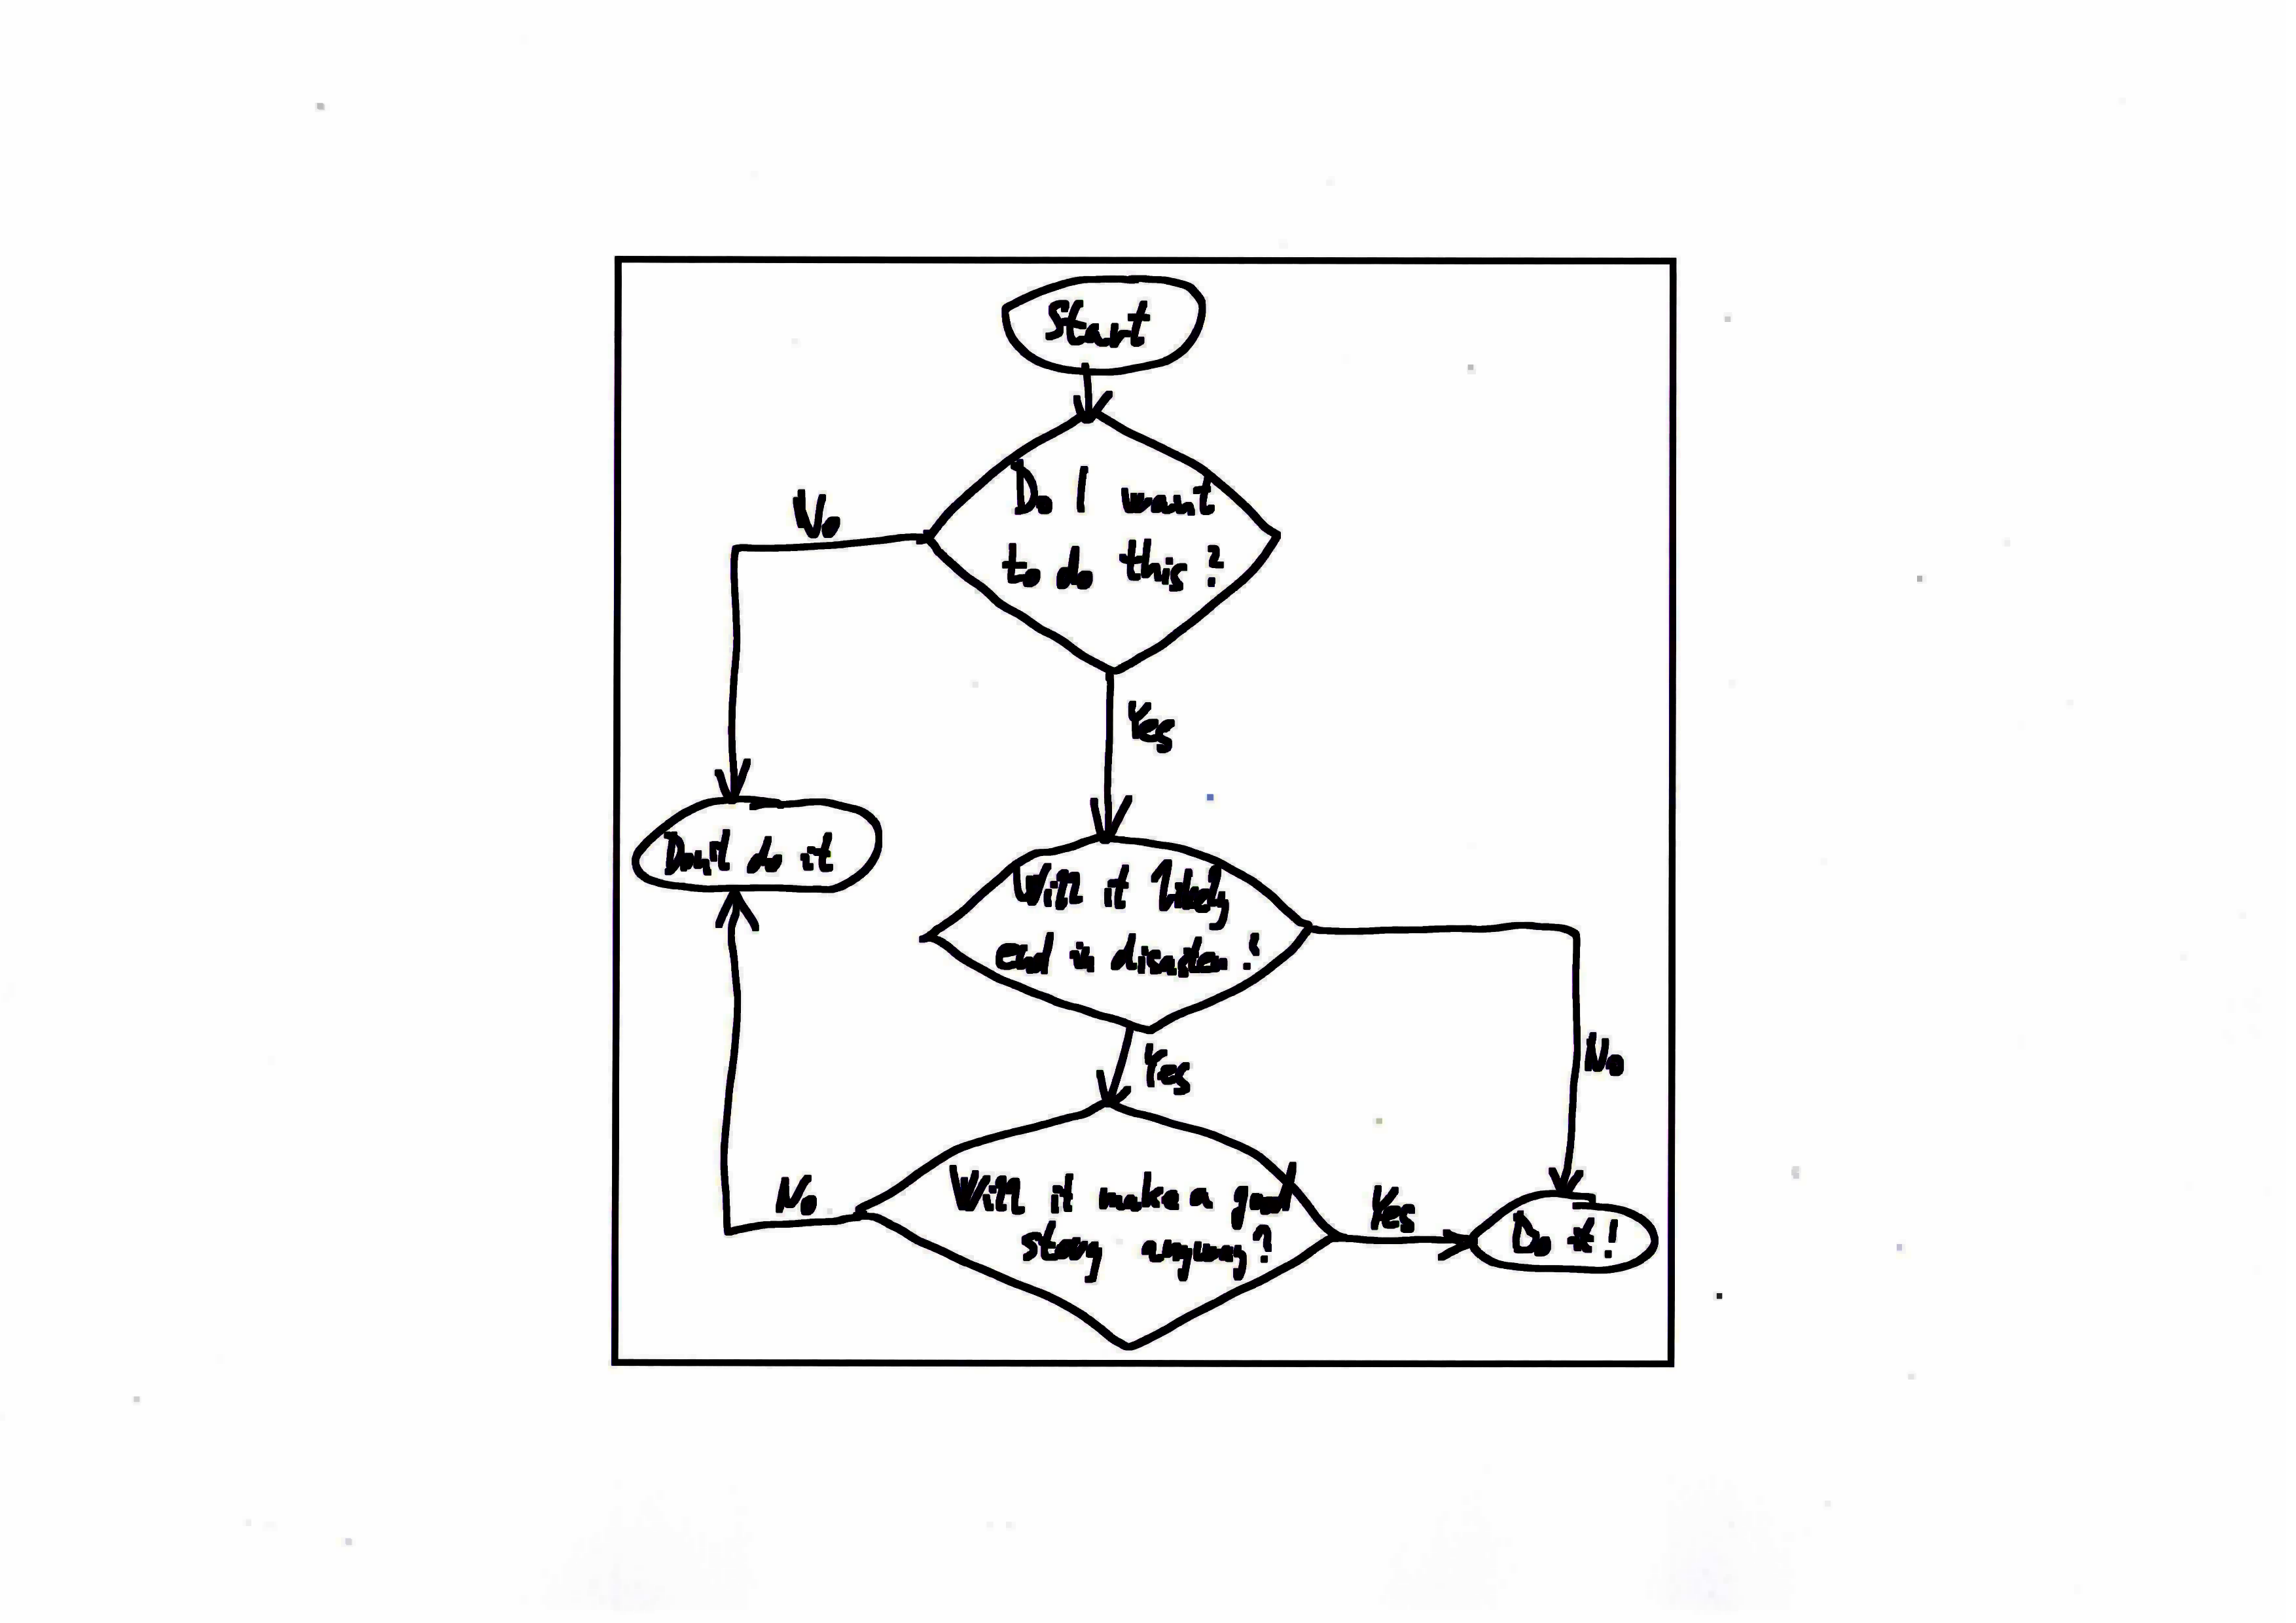 Start
Do I want
to do this?
No
Yes
Don't do it
Will it likely
end in disaster?
No
Yes
Will it make a good
story anyway?
No
Yes
Do it!